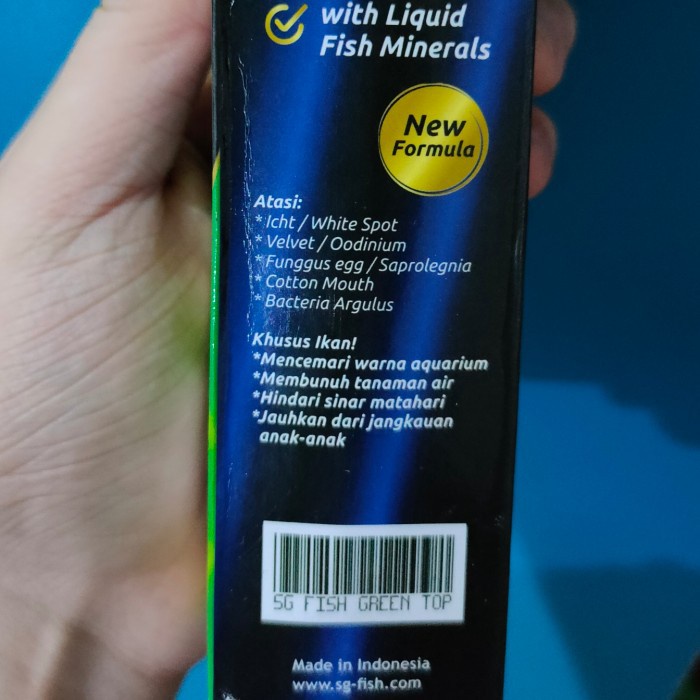 with Liquid
Fish Minerals
New
Formula
Atasi:
* Icht / White Spot
* Velvet / Oodinium
* Funggus egg / Saprolegnia
* Cotton Mouth
* Bacteria Argulus
Khusus Ikan!
*Mencemari warna aquarium
*Membunuh tanaman air
*Hindari sinar matahari
*Jauhkan dari jangkauan
anak-anak
SG FISH GREEN TOP
Made in Indonesia
www.sg-fish.com